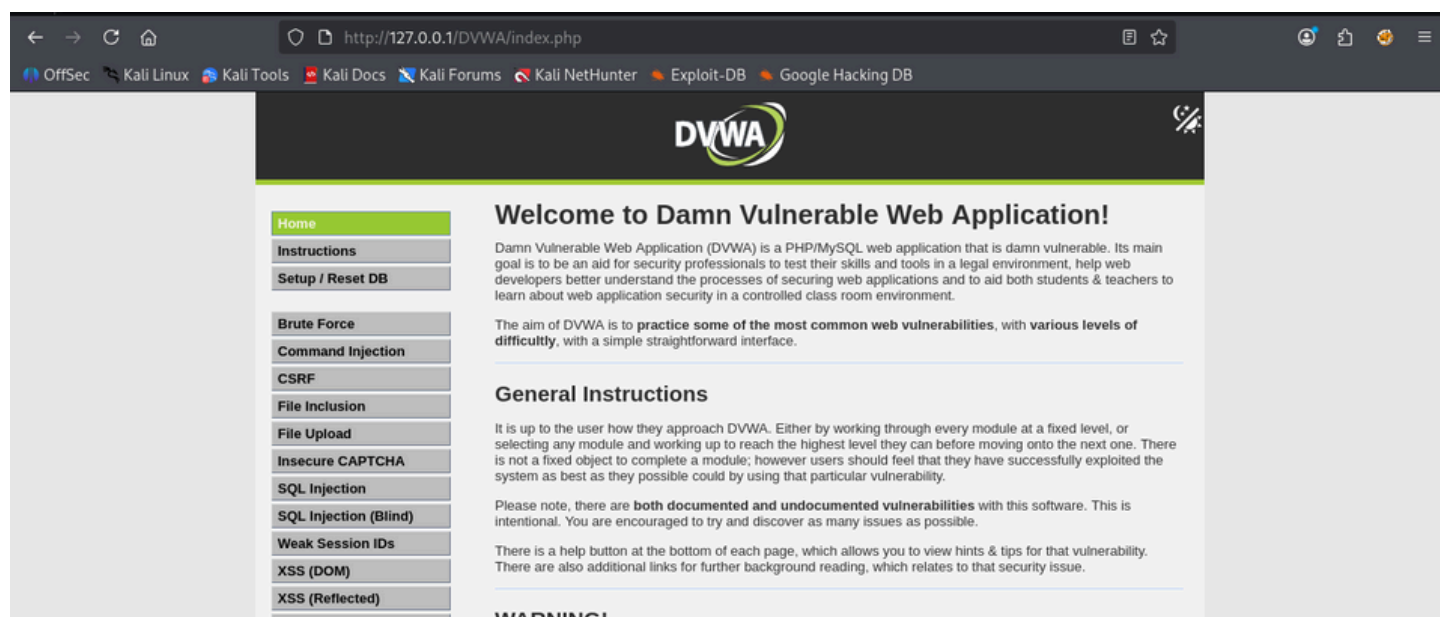 http://127.0.0.1/DVWA/index.php
OffSec Kali Linux Kali Tools Kali Docs Kali Forums Kali NetHunter Exploit-DB Google Hacking DB
DVWA
Home
Instructions
Setup / Reset DB
Brute Force
Command Injection
CSRF
File Inclusion
File Upload
Insecure CAPTCHA
SQL Injection
SQL Injection (Blind)
Weak Session IDs
XSS (DOM)
XSS (Reflected)
Welcome to Damn Vulnerable Web Application!
Damn Vulnerable Web Application (DVWA) is a PHP/MySQL web application that is damn vulnerable. Its main
goal is to be an aid for security professionals to test their skills and tools in a legal environment, help web
developers better understand the processes of securing web applications and to aid both students & teachers to
learn about web application security in a controlled class room environment.
The aim of DVWA is to practice some of the most common web vulnerabilities, with various levels of
difficultly, with a simple straightforward interface.
General Instructions
It is up to the user how they approach DVWA. Either by working through every module at a fixed level, or
selecting any module and working up to reach the highest level they can before moving onto the next one. There
is not a fixed object to complete a module; however users should feel that they have successfully exploited the
system as best as they possible could by using that particular vulnerability.
Please note, there are both documented and undocumented vulnerabilities with this software. This is
intentional. You are encouraged to try and discover as many issues as possible.
There is a help button at the bottom of each page, which allows you to view hints & tips for that vulnerability.
There are also additional links for further background reading, which relates to that security issue.
WARNING!